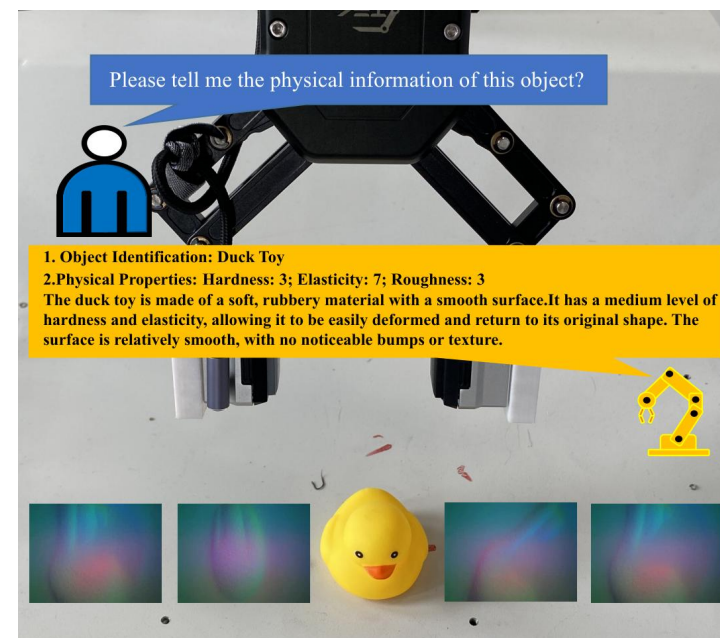 Please tell me the physical information of this object?
1. Object Identification: Duck Toy
2.Physical Properties: Hardness: 3; Elasticity: 7; Roughness: 3
The duck toy is made of a soft, rubbery material with a smooth surface.It has a medium level of
hardness and elasticity, allowing it to be easily deformed and return to its original shape. The
surface is relatively smooth, with no noticeable bumps or texture.